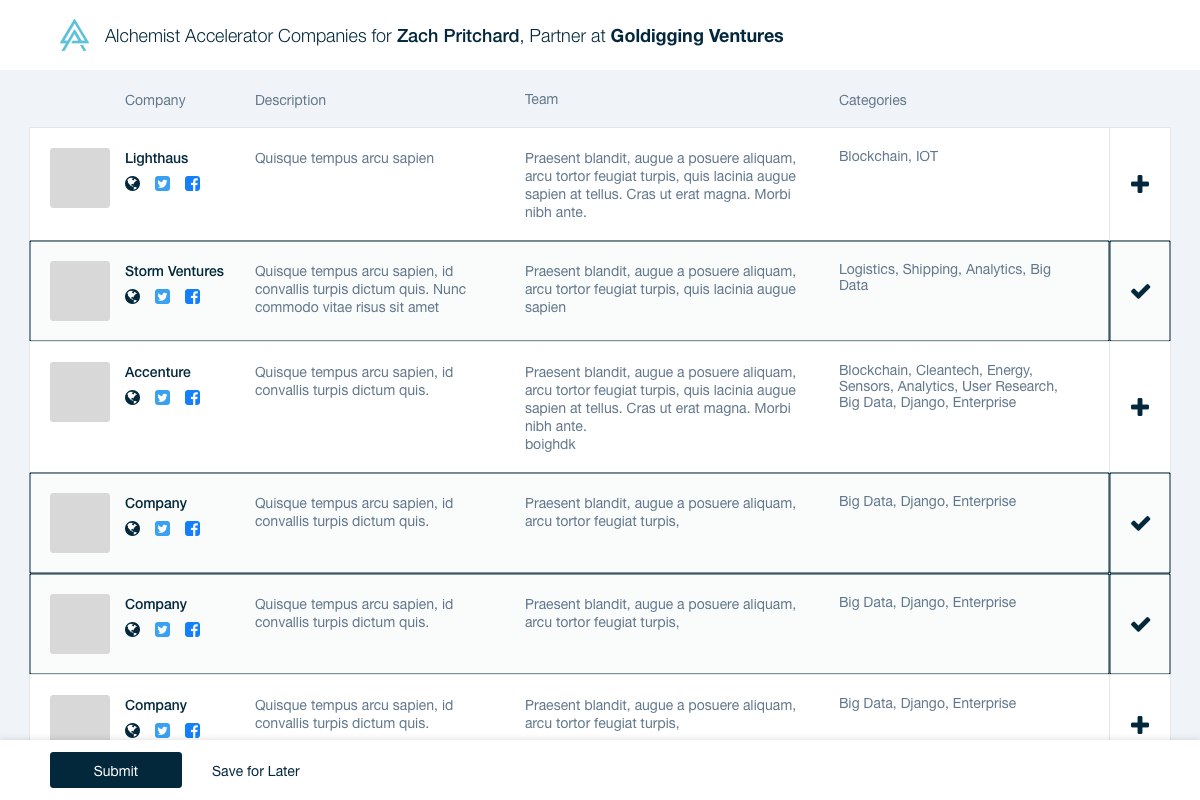 Alchemist Accelerator Companies for Zach Pritchard, Partner at Goldigging Ventures
Company Description Team Categories
Lighthaus
Quisque tempus arcu sapien
Praesent blandit, augue a posuere aliquam,
arcu tortor feugiat turpis, quis lacinia augue
sapien at tellus. Cras ut erat magna. Morbi
nibh ante.
Blockchain, IOT
Storm Ventures
Quisque tempus arcu sapien, id
convallis turpis dictum quis. Nunc
commodo vitae risus sit amet
Praesent blandit, augue a posuere aliquam,
arcu tortor feugiat turpis, quis lacinia augue
sapien
Logistics, Shipping, Analytics, Big
Data
Accenture
Quisque tempus arcu sapien, id
convallis turpis dictum quis.
Praesent blandit, augue a posuere aliquam,
arcu tortor feugiat turpis, quis lacinia augue
sapien at tellus. Cras ut erat magna. Morbi
nibh ante.
boighdk
Blockchain, Cleantech, Energy,
Sensors, Analytics, User Research,
Big Data, Django, Enterprise
Company
Quisque tempus arcu sapien, id
convallis turpis dictum quis.
Praesent blandit, augue a posuere aliquam,
arcu tortor feugiat turpis,
Big Data, Django, Enterprise
Company
Quisque tempus arcu sapien, id
convallis turpis dictum quis.
Praesent blandit, augue a posuere aliquam,
arcu tortor feugiat turpis,
Big Data, Django, Enterprise
Company
Quisque tempus arcu sapien, id
convallis turpis dictum quis.
Praesent blandit, augue a posuere aliquam,
arcu tortor feugiat turpis,
Big Data, Django, Enterprise
Submit Save for Later